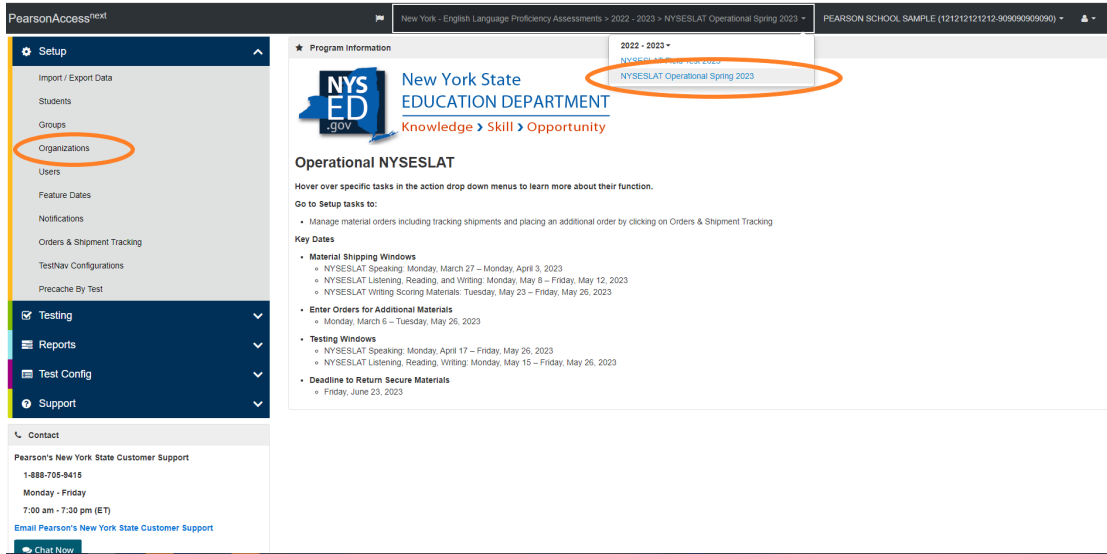 PearsonAccessnext
New York - English Language Proficiency Assessments > 2022 - 2023 > NYSESLAT Operational Spring 2023
PEARSON SCHOOL SAMPLE (121212121212-909090909090)
2022 - 2023
NYSESLAT Field Test 2023
NYSESLAT Operational Spring 2023
Setup
Import / Export Data
Students
Groups
Organizations
Users
Feature Dates
Notifications
Orders & Shipment Tracking
TestNav Configurations
Precache By Test
Testing
Reports
Test Config
Support
Contact
Pearson's New York State Customer Support
1-888-705-9415
Monday - Friday
7:00 am - 7:30 pm (ET)
Email Pearson's New York State Customer Support
Chat Now
Program Information
NYS
ED
.gov
New York State
EDUCATION DEPARTMENT
Knowledge > Skill > Opportunity
Operational NYSESLAT
Hover over specific tasks in the action drop down menus to learn more about their function.
Go to Setup tasks to:
• Manage material orders including tracking shipments and placing an additional order by clicking on Orders & Shipment Tracking
Key Dates
• Material Shipping Windows
○ NYSESLAT Speaking: Monday, March 27 – Monday, April 3, 2023
○ NYSESLAT Listening, Reading, and Writing: Monday, May 8 – Friday, May 12, 2023
○ NYSESLAT Writing Scoring Materials: Tuesday, May 23 – Friday, May 26, 2023
• Enter Orders for Additional Materials
○ Monday, March 6 – Tuesday, May 26, 2023
• Testing Windows
○ NYSESLAT Speaking: Monday, April 17 – Friday, May 26, 2023
○ NYSESLAT Listening, Reading, Writing: Monday, May 15 – Friday, May 26, 2023
• Deadline to Return Secure Materials
○ Friday, June 23, 2023